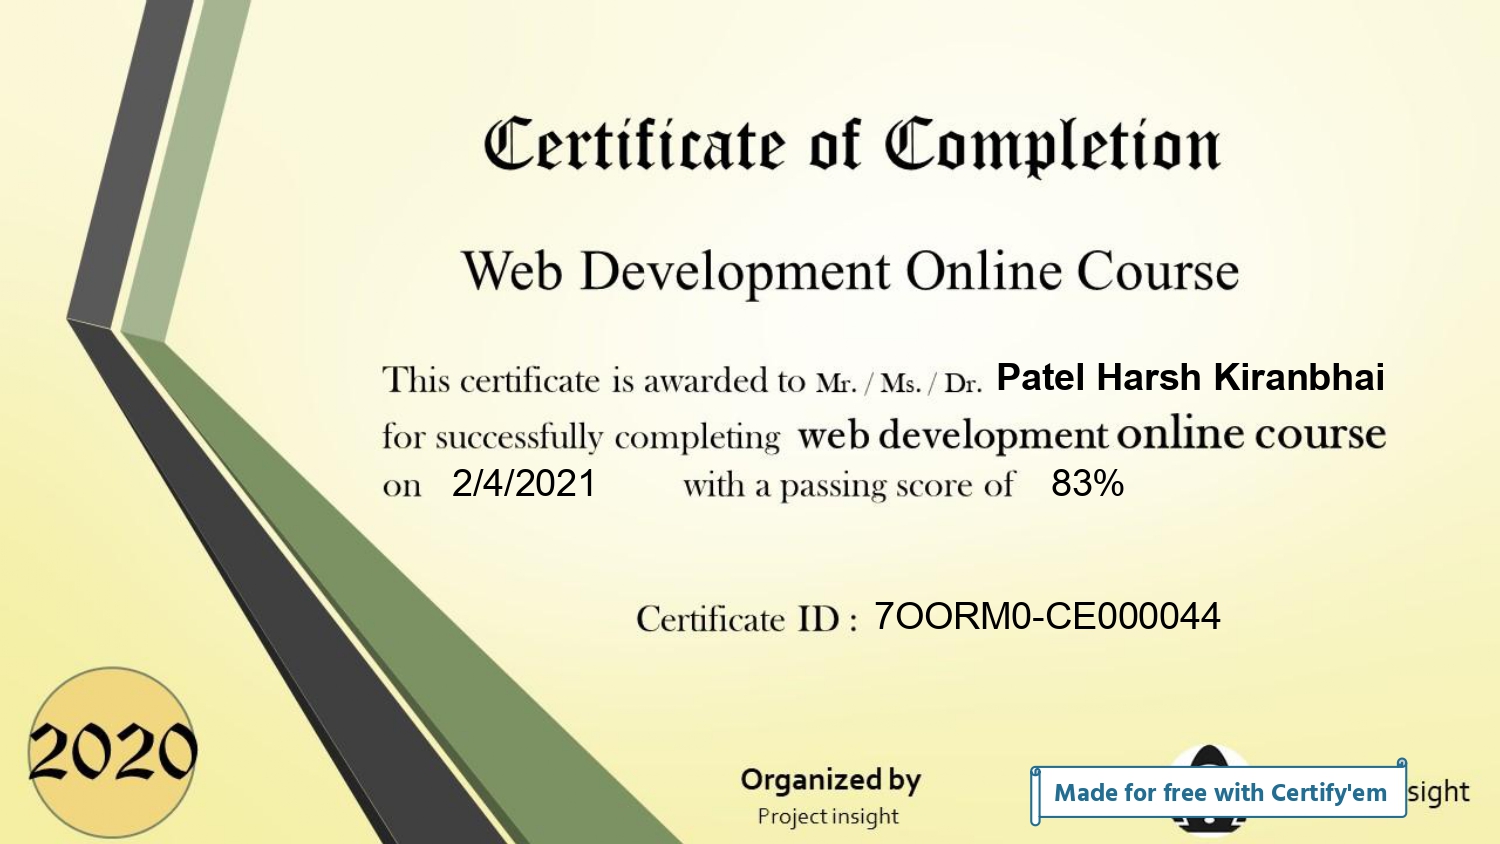 Certificate of Completion
Web Development Online Course
This certificate is awarded to Mr. / Ms. / Dr. Patel Harsh Kiranbhai
for successfully completing web development online course
on 2/4/2021 with a passing score of 83%
Certificate ID : 7OORM0-CE000044
2020
Organized by
Project insight
Made for free with Certify'em
sight